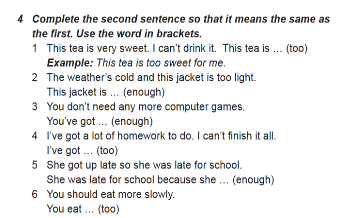 4 Complete the second sentence so that it means the same as
the first. Use the word in brackets.
1 This tea is very sweet. I can't drink it. This tea is … (too)
Example: This tea is too sweet for me.
2 The weather's cold and this jacket is too light.
This jacket is … (enough)
3 You don't need any more computer games.
You've got … (enough)
4 I've got a lot of homework to do. I can't finish it all.
I've got … (too)
5 She got up late so she was late for school.
She was late for school because she … (enough)
6 You should eat more slowly.
You eat … (too)